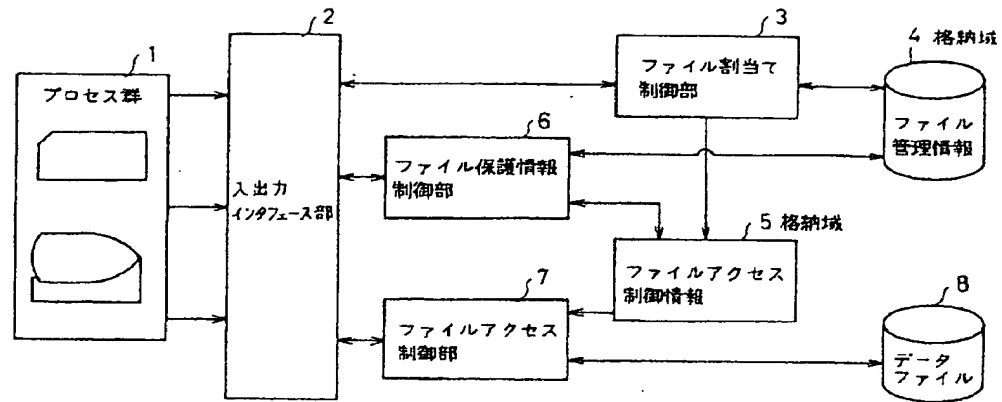 1
プロセス群
2
入出力
インタフェース部
3
ファイル割当て
制御部
4 格納域
ファイル
管理情報
6
ファイル保護情報
制御部
5 格納域
ファイルアクセス
制御情報
7
ファイルアクセス
制御部
8
データ
ファイル